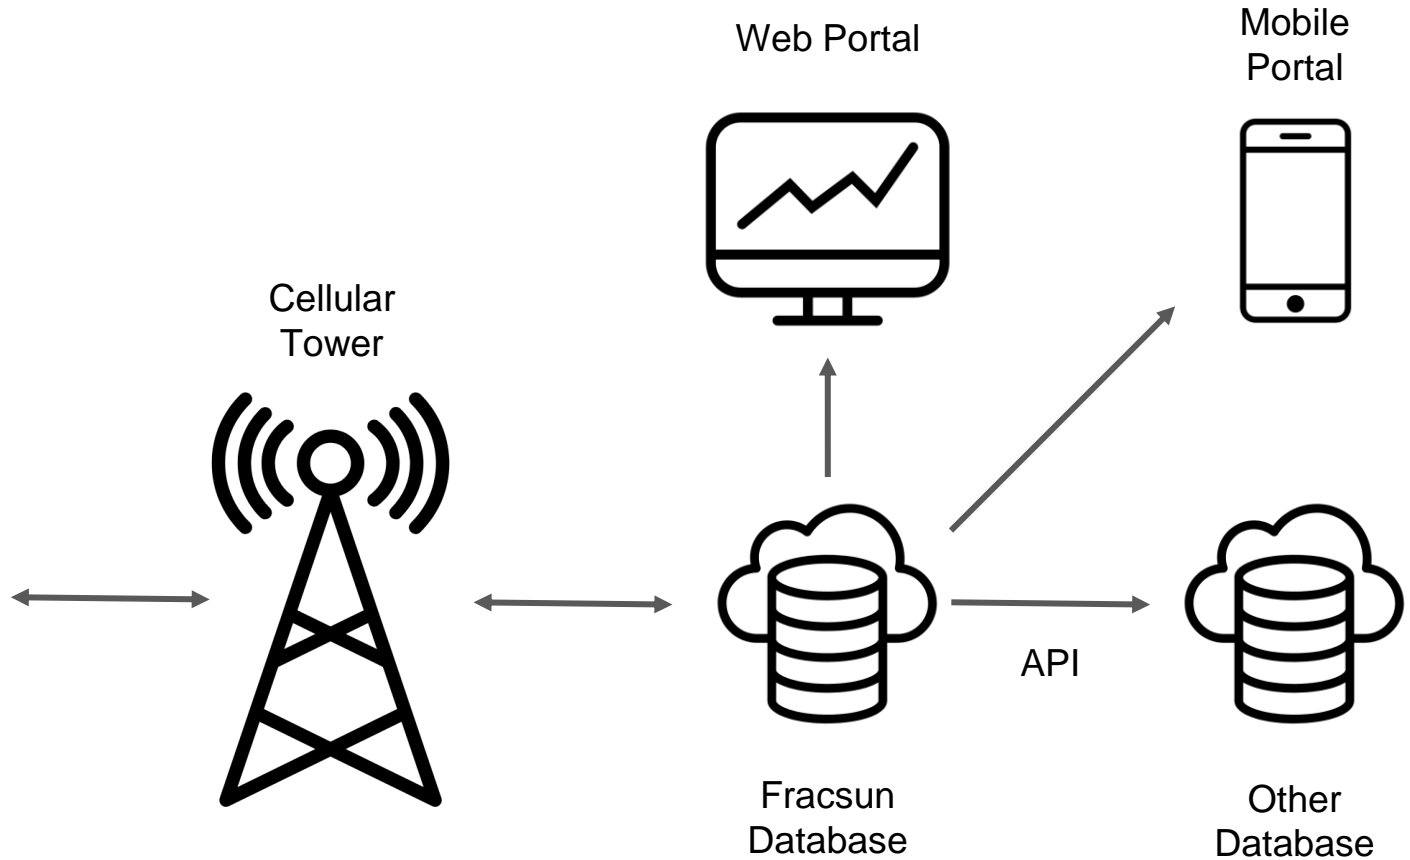 Web Portal
Mobile
Portal
Cellular
Tower
API
Fracsun
Database
Other
Database